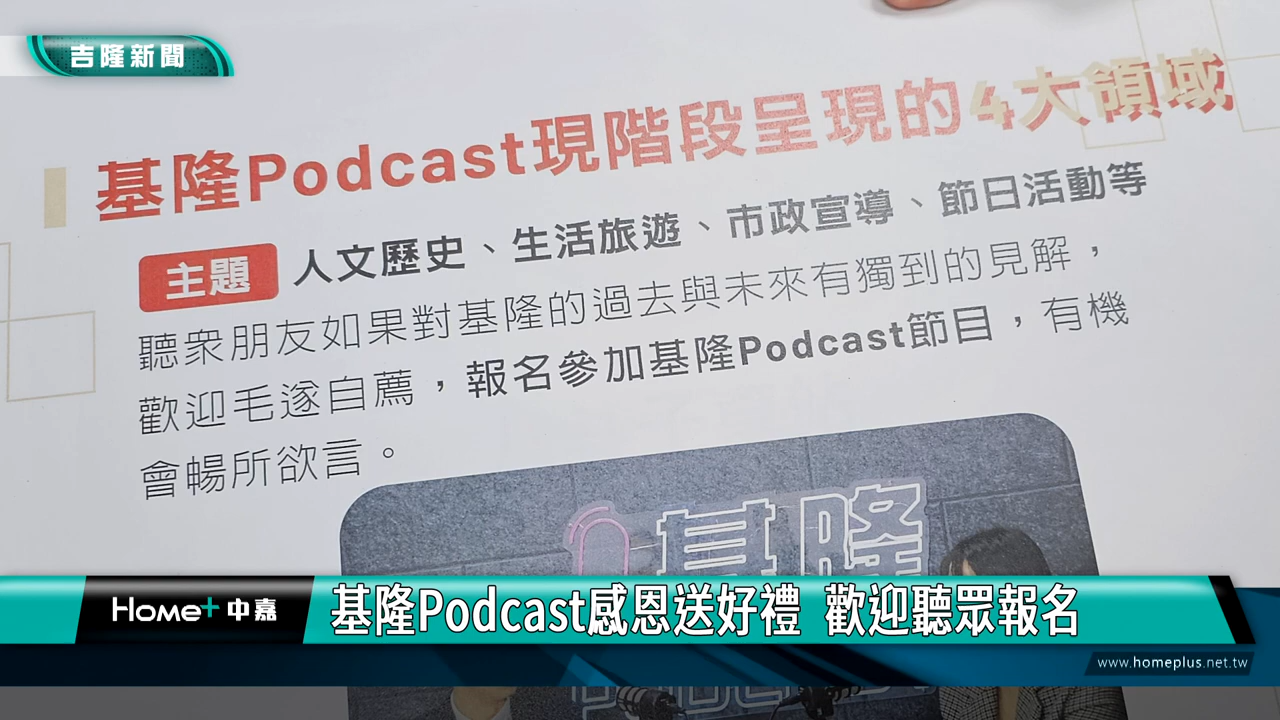 吉隆新聞
基隆Podcast現階段呈現的4大領域
主題 人文歷史、生活旅遊、市政宣導、節日活動等
聽眾朋友如果對基隆的過去與未來有獨到的見解，
歡迎毛遂自薦，報名參加基隆Podcast節目，有機
會暢所欲言。
基隆
Home+中嘉 基隆Podcast感恩送好禮 歡迎聽眾報名
www.homeplus.net.tw